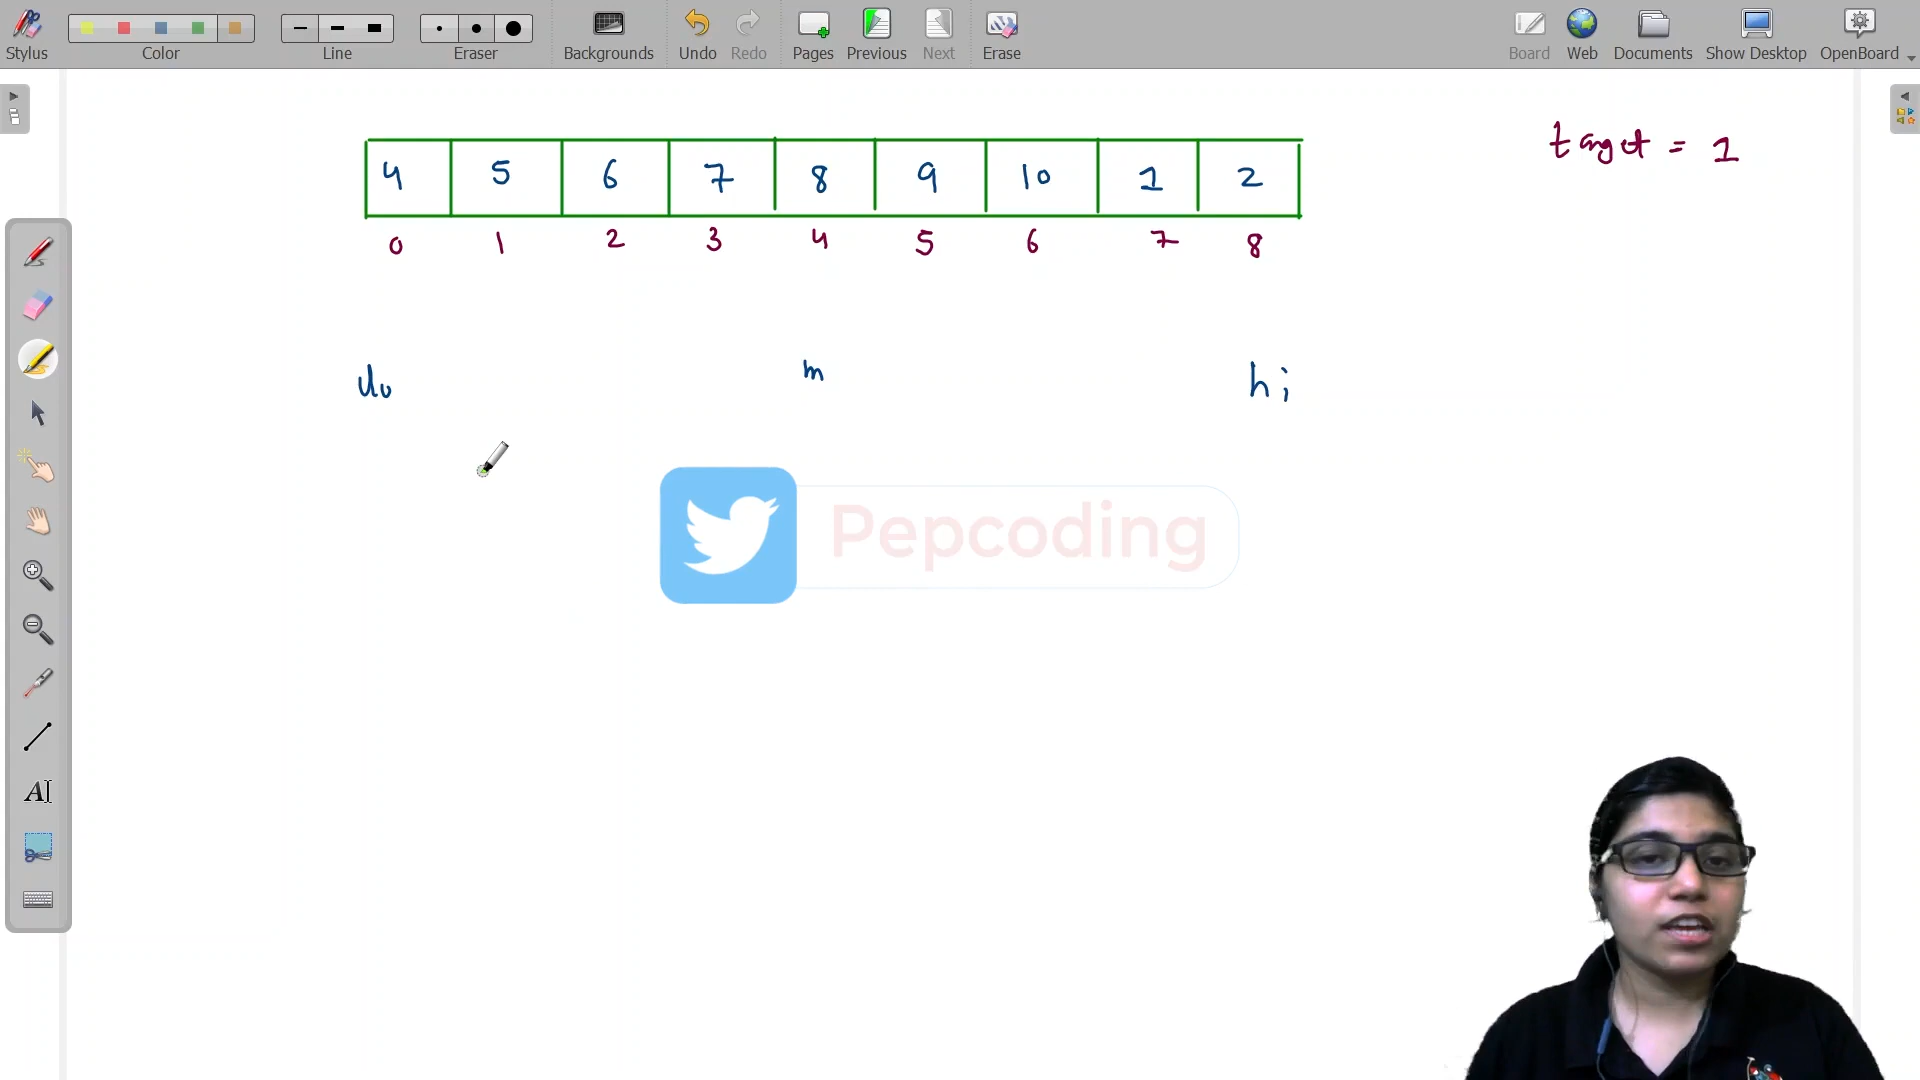 Stylus Color Line Eraser Backgrounds Undo Redo Pages Previous Next Erase Board Web Documents Show Desktop OpenBoard
target = 1
4 5 6 7 8 9 10 1 2
0 1 2 3 4 5 6 7 8
lo m hi
Pepcoding